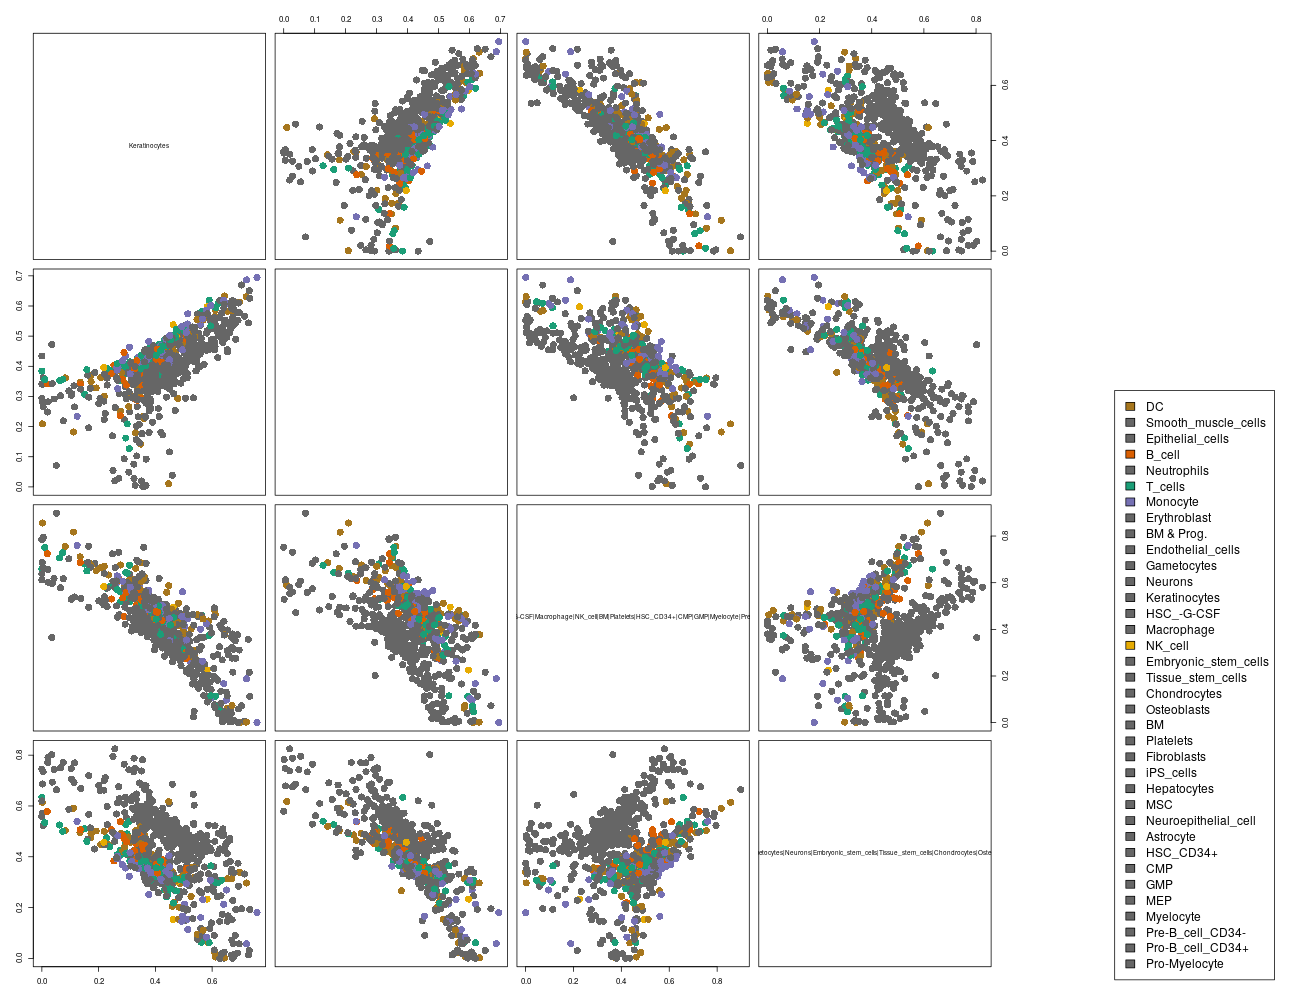 0.0 0.1 0.2 0.3 0.4 0.5 0.6 0.7
0.0 0.2 0.4 0.6 0.8
Keratinocytes
0.0 0.2 0.4 0.6
0.0 0.1 0.2 0.3 0.4 0.5 0.6 0.7
-CSF|Macrophage|NK_cell|BM|Platelets|HSC_CD34+|CMP|GMP|Myelocyte|Pre
0.0 0.2 0.4 0.6 0.8
etocytes|Neurons|Embryonic_stem_cells|Tissue_stem_cells|Chondrocytes|Oste
0.0 0.2 0.4 0.6 0.8
0.0 0.2 0.4 0.6
0.0 0.2 0.4 0.6 0.8
DC
Smooth_muscle_cells
Epithelial_cells
B_cell
Neutrophils
T_cells
Monocyte
Erythroblast
BM & Prog.
Endothelial_cells
Gametocytes
Neurons
Keratinocytes
HSC_-G-CSF
Macrophage
NK_cell
Embryonic_stem_cells
Tissue_stem_cells
Chondrocytes
Osteoblasts
BM
Platelets
Fibroblasts
iPS_cells
Hepatocytes
MSC
Neuroepithelial_cell
Astrocyte
HSC_CD34+
CMP
GMP
MEP
Myelocyte
Pre-B_cell_CD34-
Pro-B_cell_CD34+
Pro-Myelocyte